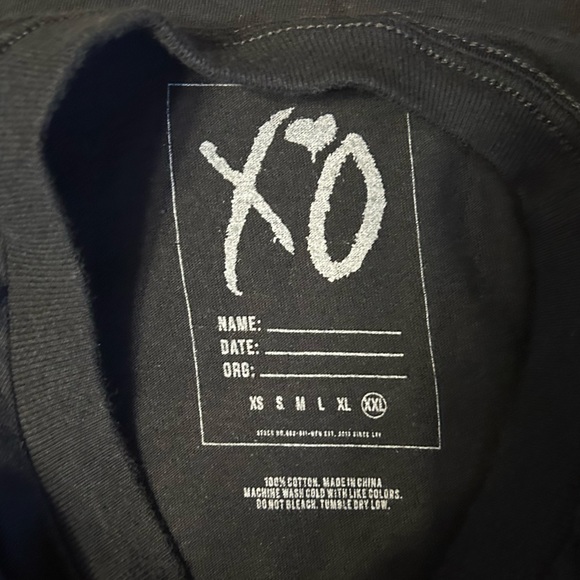 XO
NAME:
DATE:
ORG:
XS S M L XL XXL
100% COTTON. MADE IN CHINA
MACHINE WASH COLD WITH LIKE COLORS.
DO NOT BLEACH. TUMBLE DRY LOW.